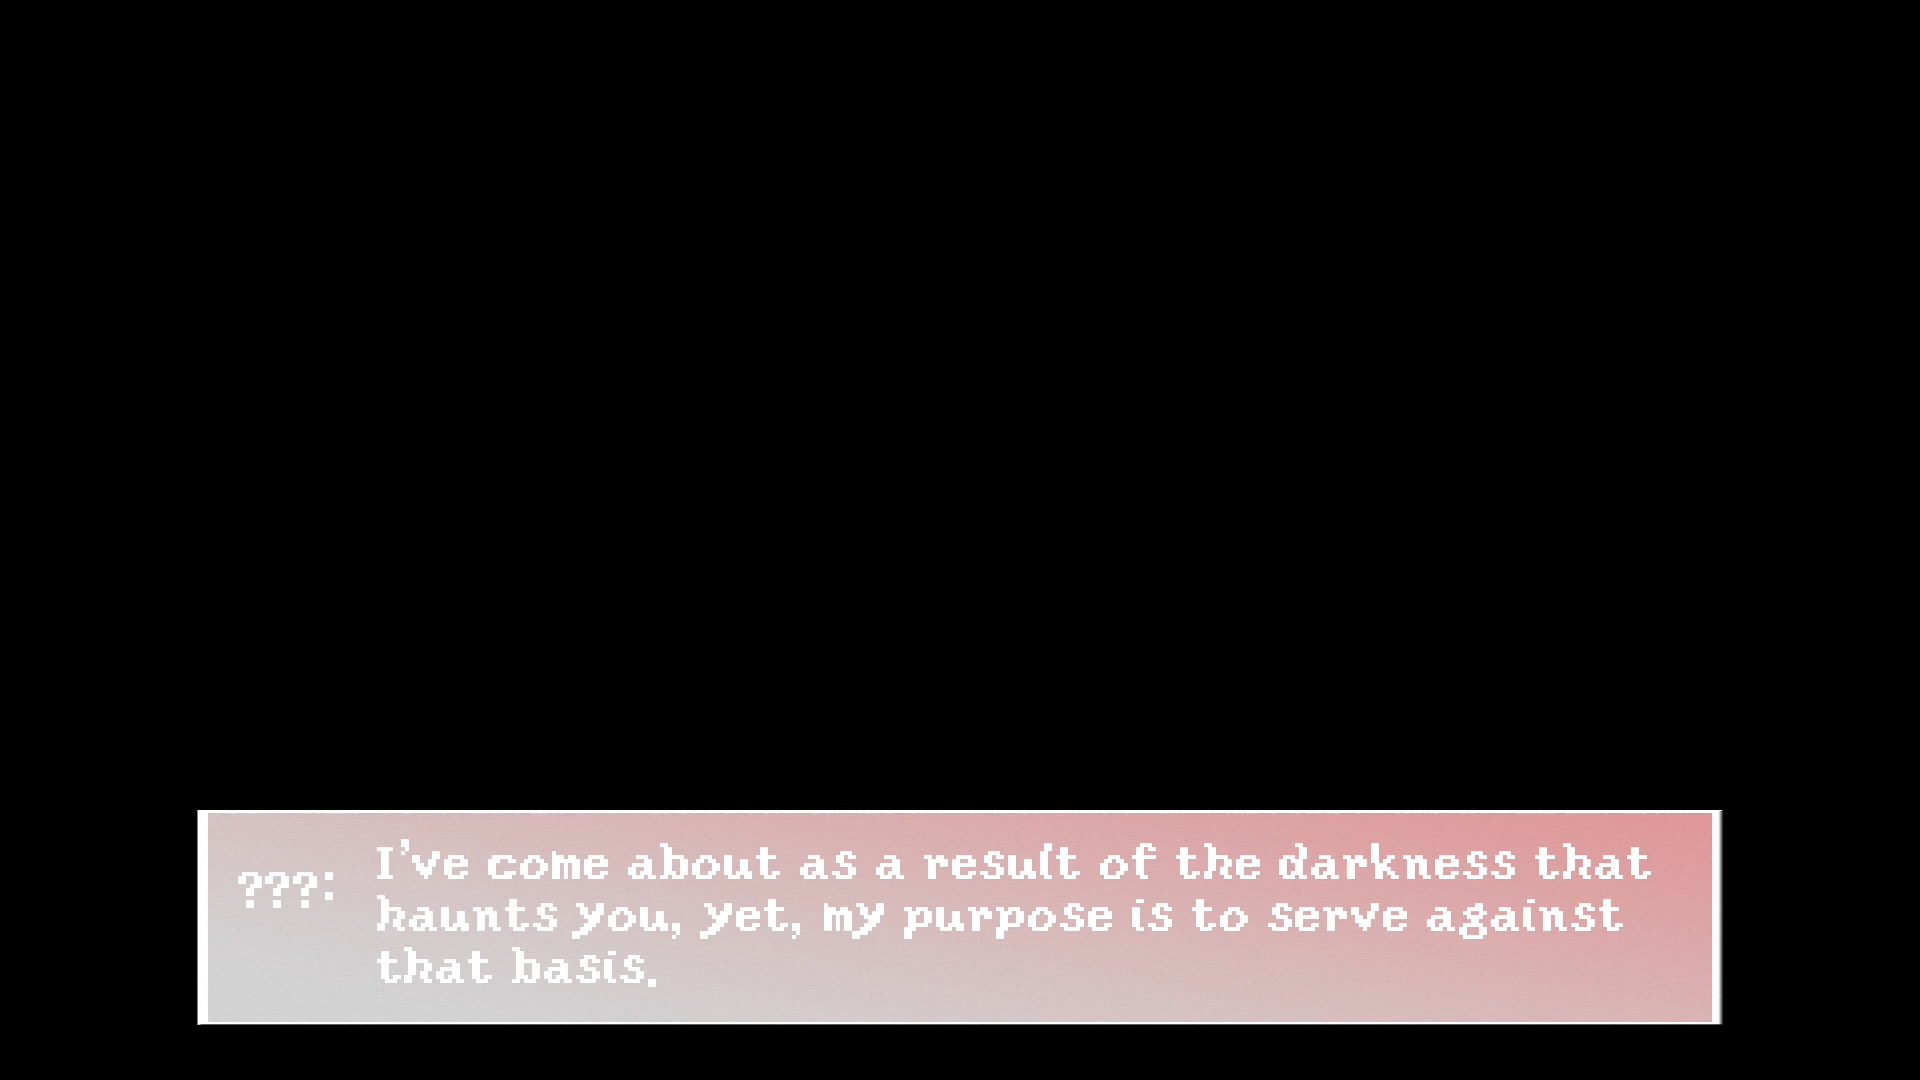 ???:
I've come about as a result of the darkness that
haunts you, yet, my purpose is to serve against
that basis.